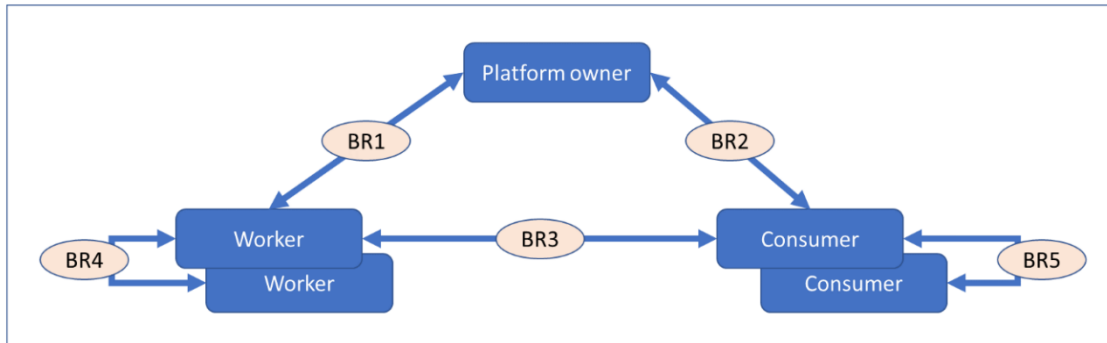 Platform owner
BR1
BR2
Worker
BR3
Consumer
BR4
Worker
Consumer
BR5